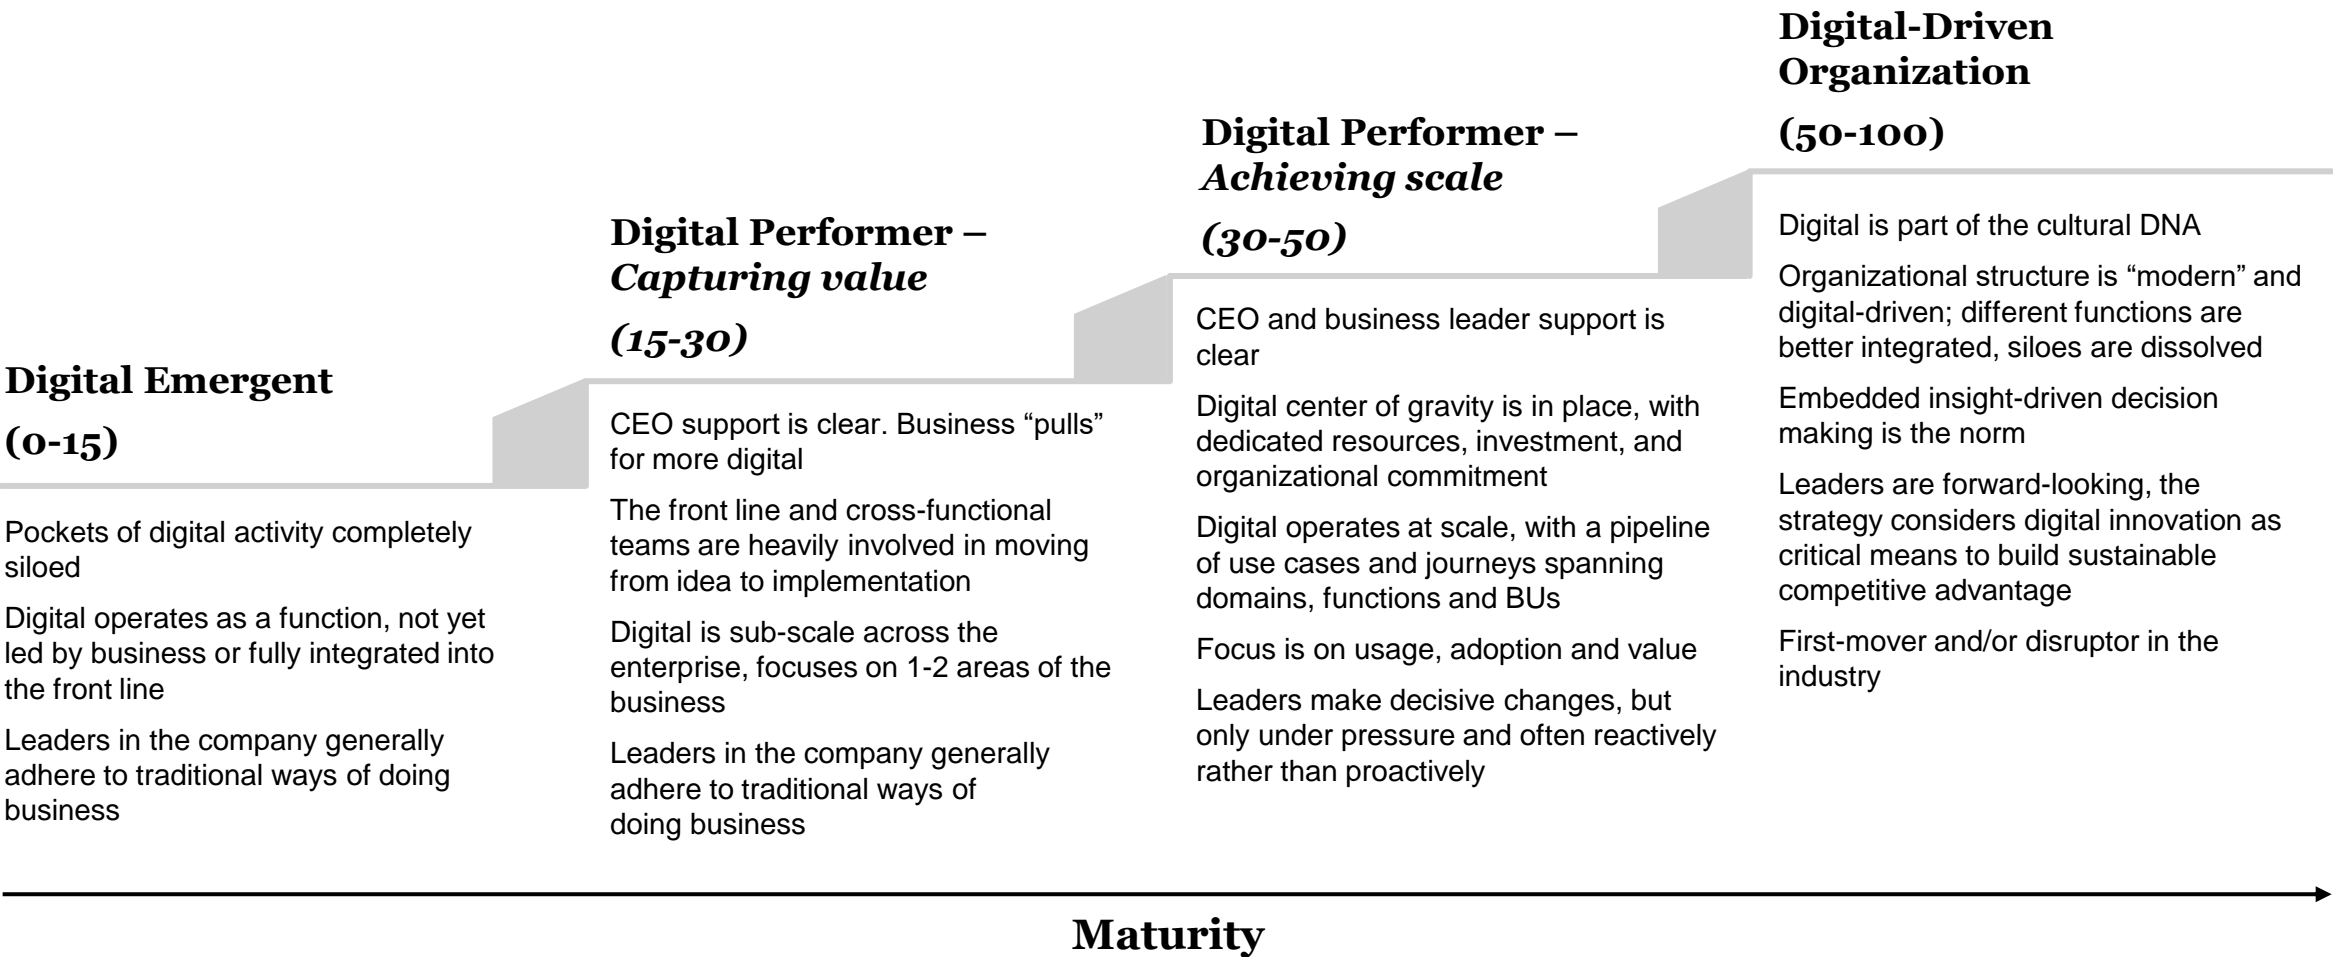 Digital Emergent
(0-15)
Pockets of digital activity completely
siloed
Digital operates as a function, not yet
led by business or fully integrated into
the front line
Leaders in the company generally
adhere to traditional ways of doing
business
Digital Performer –
Capturing value
(15-30)
CEO support is clear. Business “pulls”
for more digital
The front line and cross-functional
teams are heavily involved in moving
from idea to implementation
Digital is sub-scale across the
enterprise, focuses on 1-2 areas of the
business
Leaders in the company generally
adhere to traditional ways of
doing business
Digital Performer –
Achieving scale
(30-50)
CEO and business leader support is
clear
Digital center of gravity is in place, with
dedicated resources, investment, and
organizational commitment
Digital operates at scale, with a pipeline
of use cases and journeys spanning
domains, functions and BUs
Focus is on usage, adoption and value
Leaders make decisive changes, but
only under pressure and often reactively
rather than proactively
Digital-Driven
Organization
(50-100)
Digital is part of the cultural DNA
Organizational structure is “modern” and
digital-driven; different functions are
better integrated, siloes are dissolved
Embedded insight-driven decision
making is the norm
Leaders are forward-looking, the
strategy considers digital innovation as
critical means to build sustainable
competitive advantage
First-mover and/or disruptor in the
industry
Maturity